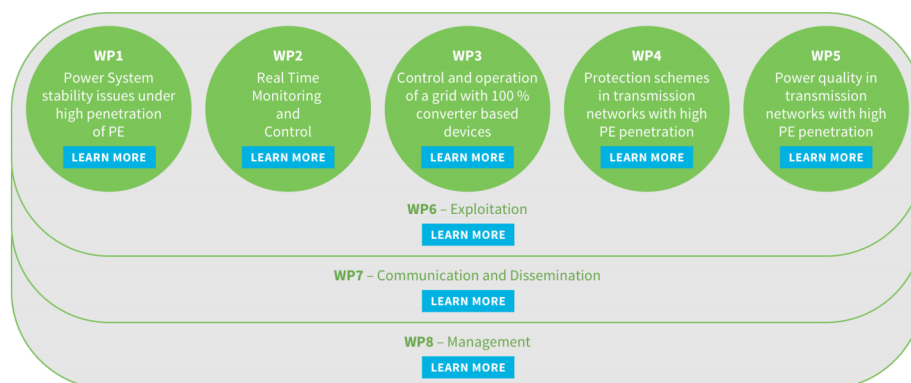 WP1
Power System
stability issues under
high penetration
of PE
LEARN MORE
WP2
Real Time
Monitoring
and
Control
LEARN MORE
WP3
Control and operation
of a grid with 100 %
converter based
devices
LEARN MORE
WP4
Protection schemes
in transmission
networks with high
PE penetration
LEARN MORE
WP5
Power quality in
transmission
networks with high
PE penetration
LEARN MORE
WP6 – Exploitation
LEARN MORE
WP7 – Communication and Dissemination
LEARN MORE
WP8 – Management
LEARN MORE